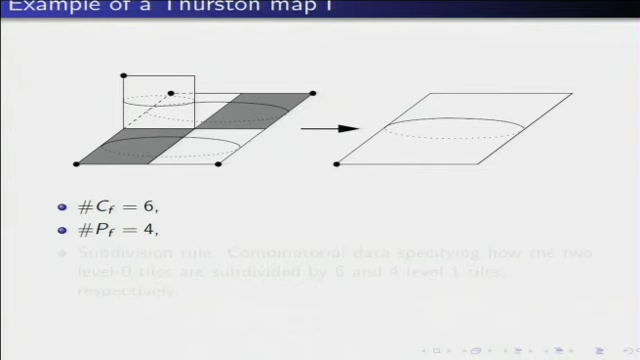 Example of a Thurston map I
#C_f = 6,
#P_f = 4,
Subdivision rule: Combinatorial data specifying how the two
level-0 tiles are subdivided by 6 and 4 level-1 tiles,
respectively.